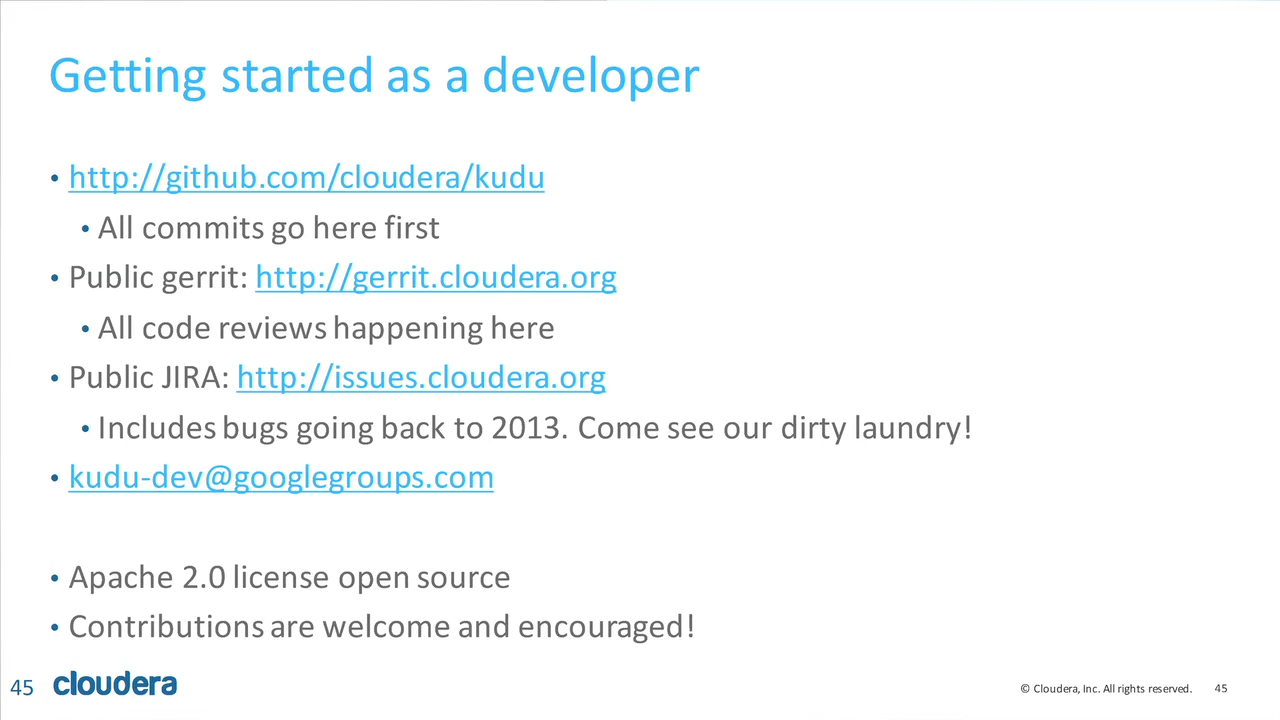 Getting started as a developer
• http://github.com/cloudera/kudu
• All commits go here first
• Public gerrit: http://gerrit.cloudera.org
• All code reviews happening here
• Public JIRA: http://issues.cloudera.org
• Includes bugs going back to 2013. Come see our dirty laundry!
• kudu-dev@googlegroups.com
• Apache 2.0 license open source
• Contributions are welcome and encouraged!
45 cloudera © Cloudera, Inc. All rights reserved. 45